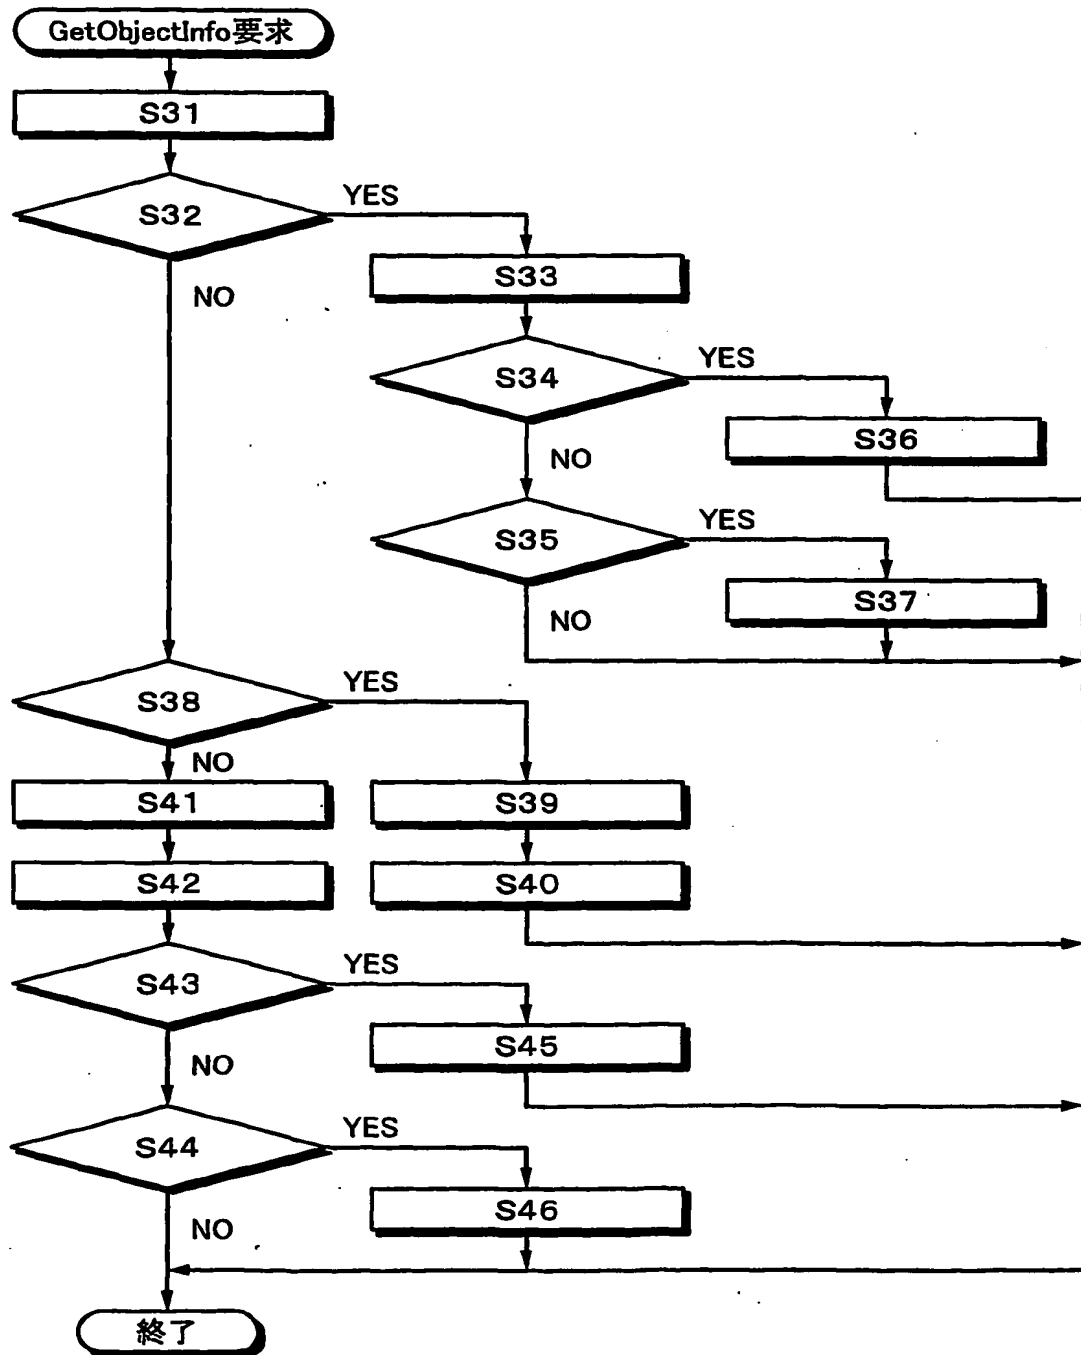 GetObjectInfo要求
S31
S32
YES
NO
S33
S34
YES
NO
S36
S35
YES
NO
S37
S38
YES
NO
S41
S39
S42
S40
S43
YES
NO
S45
S44
YES
NO
S46
終了